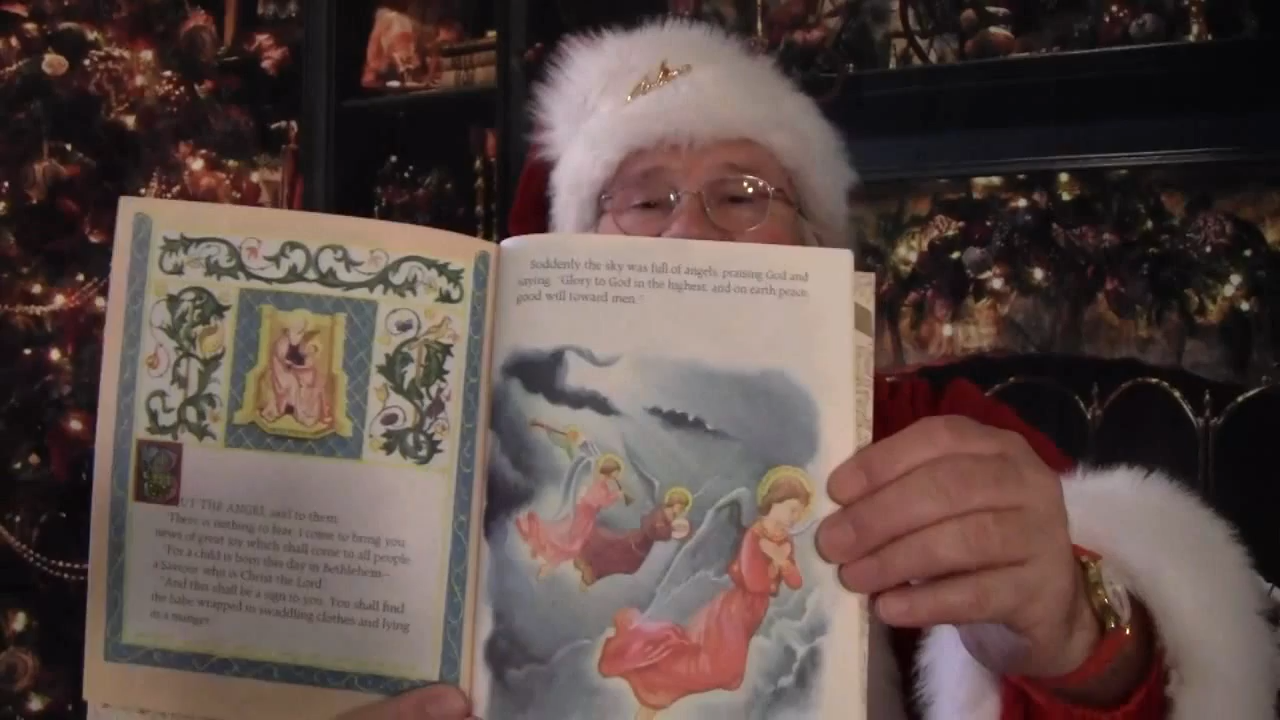 BUT THE ANGEL said to them:
"There is nothing to fear. I come to bring you
news of great joy which shall come to all people.
"For a child is born this day in Bethlehem—
a Saviour who is Christ the Lord.
"And this shall be a sign to you. You shall find
the babe wrapped in swaddling clothes and lying
in a manger."
Suddenly the sky was full of angels, praising God and
saying, "Glory to God in the highest, and on earth peace,
good will toward men."